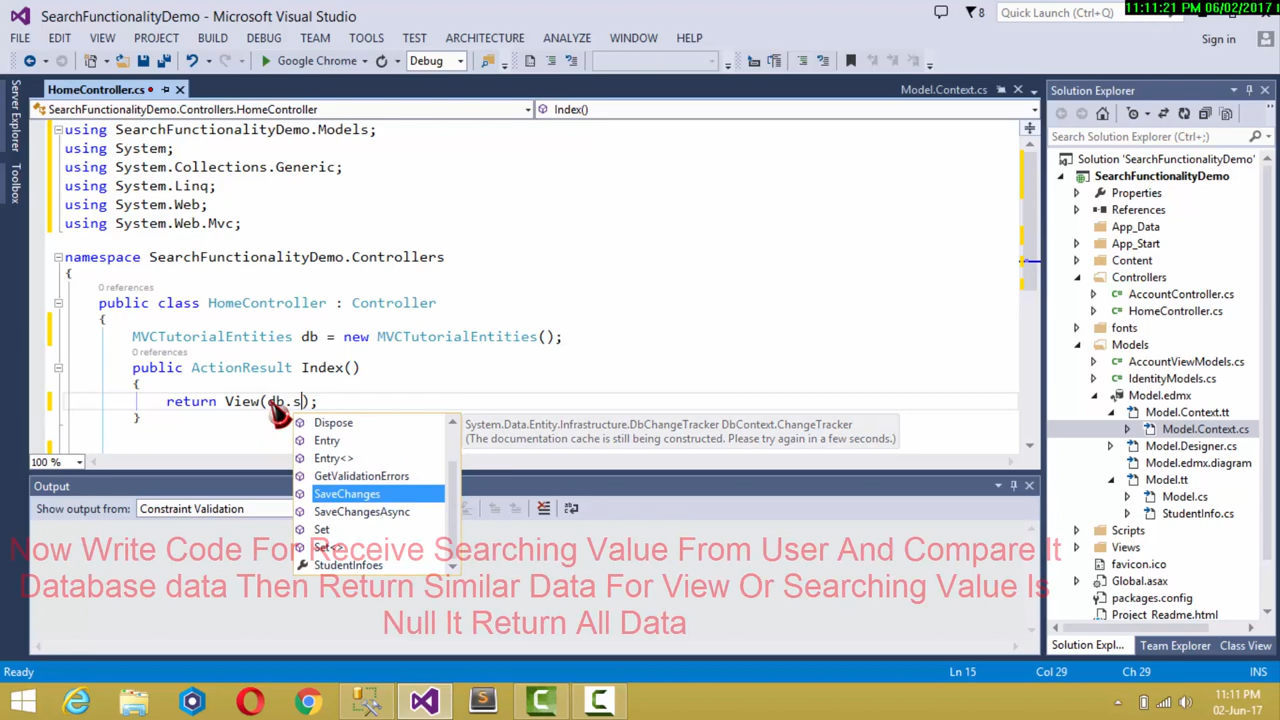 SearchFunctionalityDemo - Microsoft Visual Studio
8
Quick Launch (Ctrl+Q)
11:11:21 PM 06/02/2017
FILE EDIT VIEW PROJECT BUILD DEBUG TEAM TOOLS TEST ARCHITECTURE ANALYZE WINDOW HELP
Sign in
Google Chrome
Debug
Server Explorer
Toolbox
HomeController.cs
Model.Context.cs
SearchFunctionalityDemo.Controllers.HomeController
Index()
using SearchFunctionalityDemo.Models;
using System;
using System.Collections.Generic;
using System.Linq;
using System.Web;
using System.Web.Mvc;
namespace SearchFunctionalityDemo.Controllers
{
0 references
public class HomeController : Controller
{
MVCTutorialEntities db = new MVCTutorialEntities();
0 references
public ActionResult Index()
{
return View(db.s);
}
Dispose
Entry
Entry<>
GetValidationErrors
SaveChanges
SaveChangesAsync
Set
Set<>
StudentInfoes
System.Data.Entity.Infrastructure.DbChangeTracker DbContext.ChangeTracker
(The documentation cache is still being constructed. Please try again in a few seconds.)
100 %
Output
Show output from: Constraint Validation
Now Write Code For Receive Searching Value From User And Compare It
Database data Then Return Similar Data For View Or Searching Value Is
Null It Return All Data
Solution Explorer
Search Solution Explorer (Ctrl+;)
Solution 'SearchFunctionalityDemo'
SearchFunctionalityDemo
Properties
References
App_Data
App_Start
Content
Controllers
AccountController.cs
HomeController.cs
fonts
Models
AccountViewModels.cs
IdentityModels.cs
Model.edmx
Model.Context.tt
Model.Context.cs
Model.Designer.cs
Model.edmx.diagram
Model.tt
Model.cs
StudentInfo.cs
Scripts
Views
favicon.ico
Global.asax
packages.config
Project_Readme.html
Solution Expl... Team Explorer Class View
Ready
Ln 15
Col 29
Ch 29
INS
11:11 PM
02-Jun-17